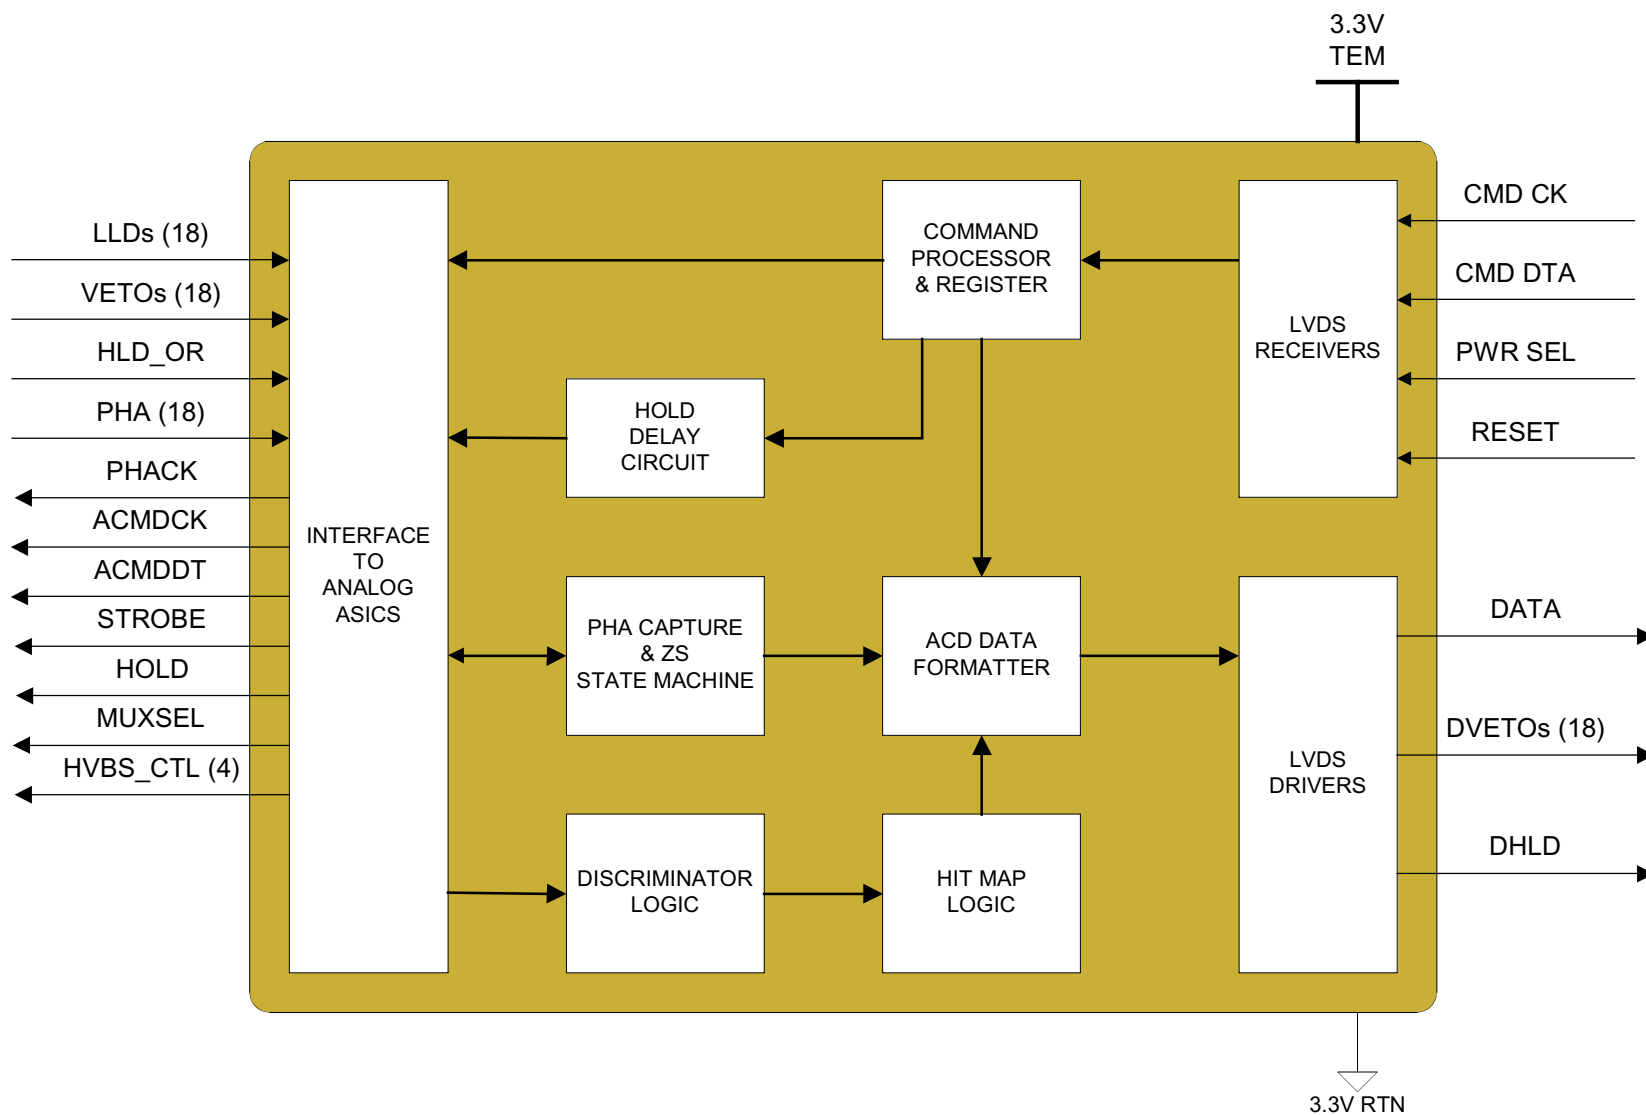 3.3V
TEM
LLDs (18)
VETOs (18)
HLD_OR
PHA (18)
PHACK
ACMDCK
ACMDDT
STROBE
HOLD
MUXSEL
HVBS_CTL (4)
INTERFACE
TO
ANALOG
ASICS
COMMAND
PROCESSOR
& REGISTER
HOLD
DELAY
CIRCUIT
PHA CAPTURE
& ZS
STATE MACHINE
ACD DATA
FORMATTER
DISCRIMINATOR
LOGIC
HIT MAP
LOGIC
LVDS
RECEIVERS
LVDS
DRIVERS
CMD CK
CMD DTA
PWR SEL
RESET
DATA
DVETOs (18)
DHLD
3.3V RTN